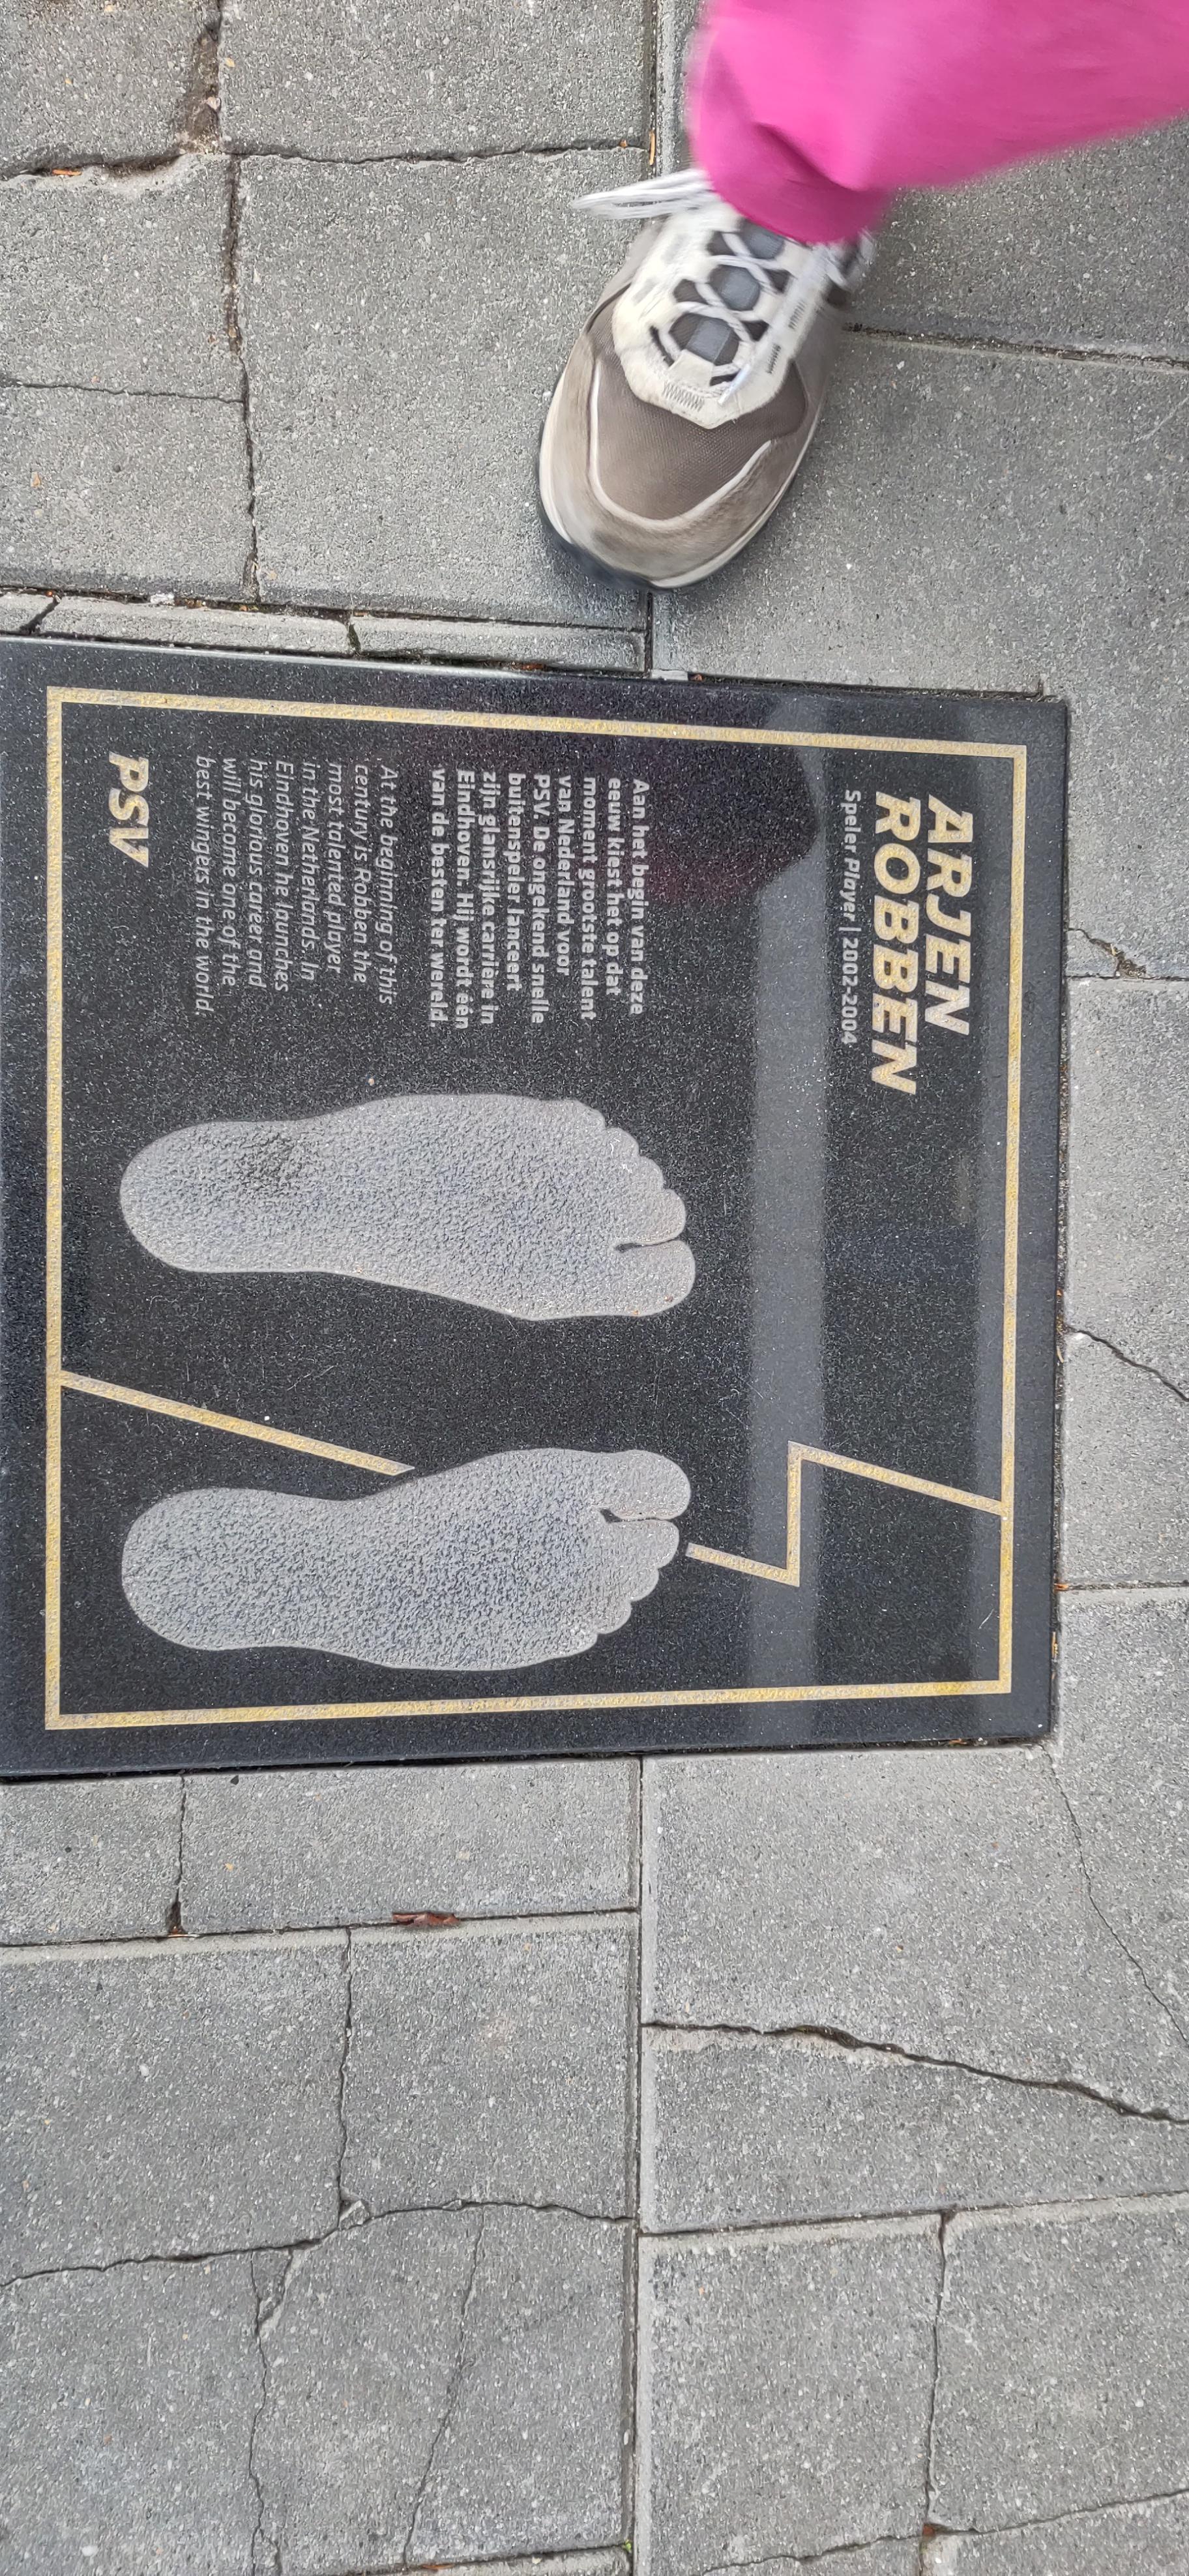 ARJEN
ROBBEN
Speler Player | 2002-2004
Aan het begin van deze
eeuw kiest het op dat
moment grootste talent
van Nederland voor
PSV. De ongekend snelle
buitenspeler lanceert
zijn glansrijke carrière in
Eindhoven. Hij wordt één
van de besten ter wereld.
At the beginning of this
century is Robben the
most talented player
in the Netherlands. In
Eindhoven he launches
his glorious career and
will become one of the
best wingers in the world.
PSV